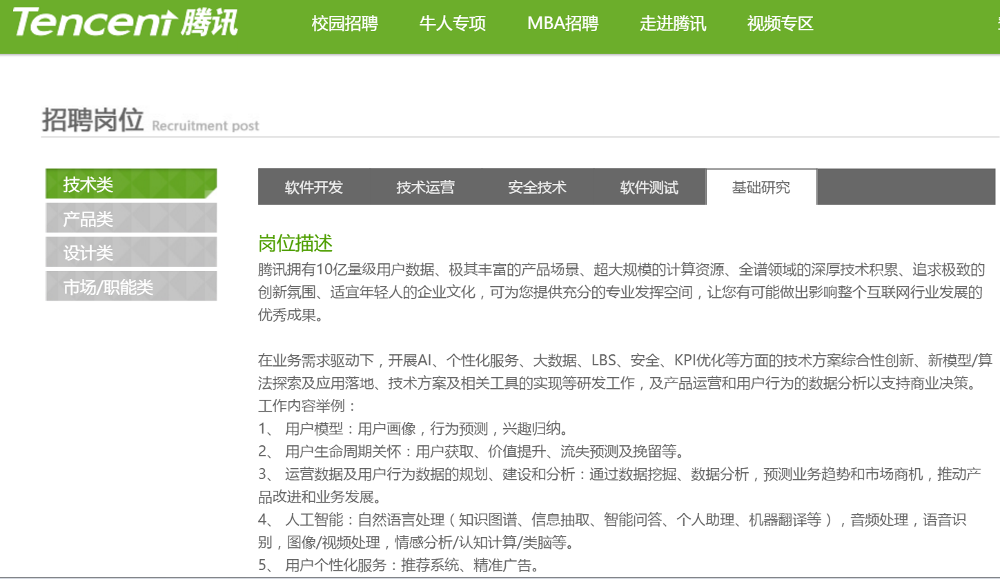 Tencent 腾讯 校园招聘 牛人专项 MBA招聘 走进腾讯 视频专区
招聘岗位 Recruitment post
技术类
产品类
设计类
市场/职能类
软件开发 技术运营 安全技术 软件测试 基础研究
岗位描述
腾讯拥有10亿量级用户数据、极其丰富的产品场景、超大规模的计算资源、全谱领域的深厚技术积累、追求极致的
创新氛围、适宜年轻人的企业文化，可为您提供充分的专业发挥空间，让您有可能做出影响整个互联网行业发展的
优秀成果。
在业务需求驱动下，开展AI、个性化服务、大数据、LBS、安全、KPI优化等方面的技术方案综合性创新、新模型/算
法探索及应用落地、技术方案及相关工具的实现等研发工作，及产品运营和用户行为的数据分析以支持商业决策。
工作内容举例：
1、 用户模型：用户画像，行为预测，兴趣归纳。
2、 用户生命周期关怀：用户获取、价值提升、流失预测及挽留等。
3、 运营数据及用户行为数据的规划、建设和分析：通过数据挖掘、数据分析，预测业务趋势和市场商机，推动产
品改进和业务发展。
4、 人工智能：自然语言处理（知识图谱、信息抽取、智能问答、个人助理、机器翻译等），音频处理，语音识
别，图像/视频处理，情感分析/认知计算/类脑等。
5、 用户个性化服务：推荐系统、精准广告。